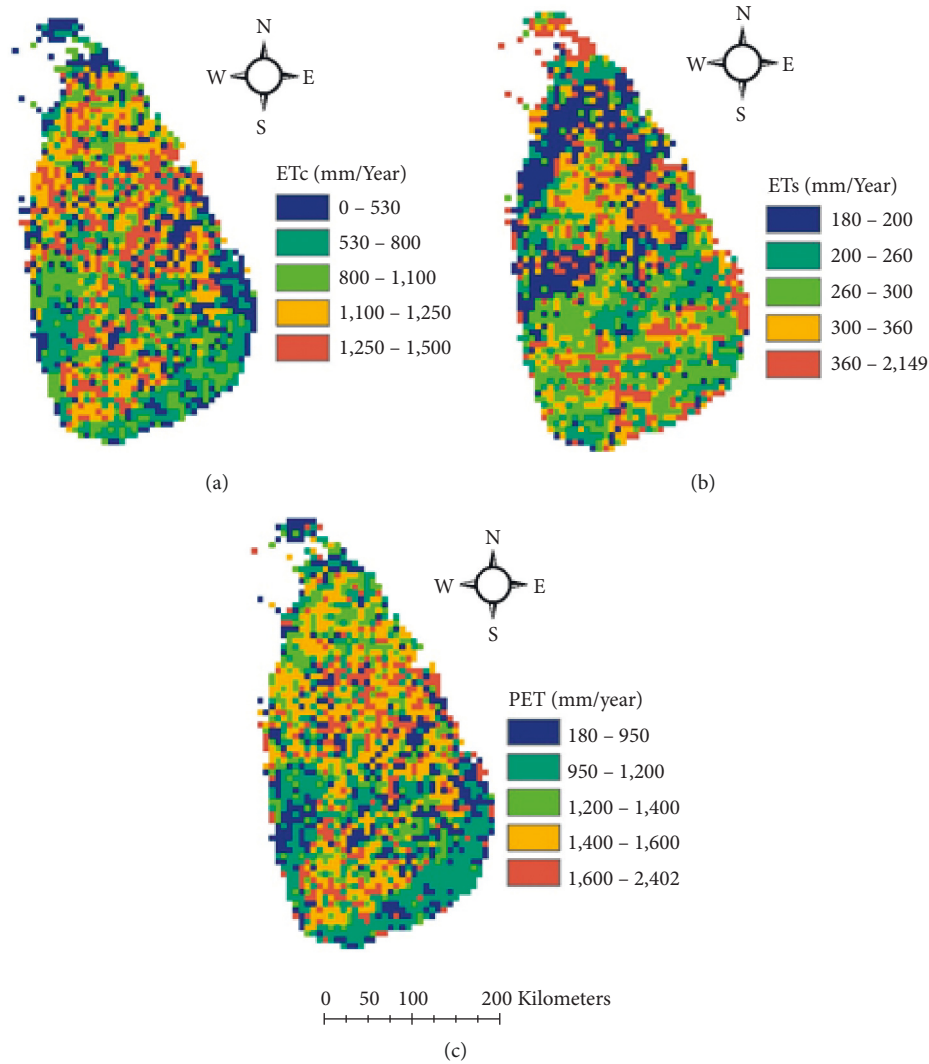 N
W E
S
ETc (mm/Year)
0 – 530
530 – 800
800 – 1,100
1,100 – 1,250
1,250 – 1,500
(a)
N
W E
S
ETs (mm/Year)
180 – 200
200 – 260
260 – 300
300 – 360
360 – 2,149
(b)
N
W E
S
PET (mm/year)
180 – 950
950 – 1,200
1,200 – 1,400
1,400 – 1,600
1,600 – 2,402
0 50 100 200 Kilometers
(c)